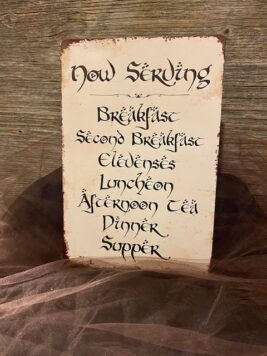 Now Serving
Breakfast
Second Breakfast
Elevenses
Luncheon
Afternoon Tea
Dinner
Supper